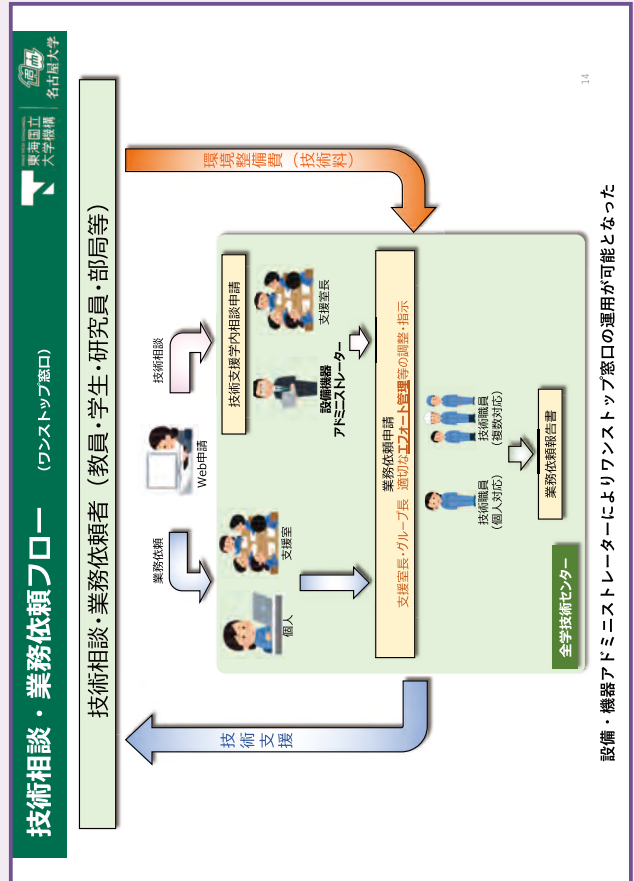 技術相談・業務依頼フロー （ワンストップ窓口）
東海国立
大学機構
名古屋大学
技術相談・業務依頼者（教員・学生・研究員・部局等）
業務依頼
Web申請
技術相談
技術支援
個人
支援室
技術支援学内相談申請
設備機器
アドミニストレーター
支援室長
環境整備費（技術料）
業務依頼申請
支援室長・グループ長 適切なエフォート管理等の調整・指示
技術職員
（個人対応）
技術職員
（複数対応）
業務依頼報告書
全学技術センター
設備・機器アドミニストレーターによりワンストップ窓口の運用が可能となった
14